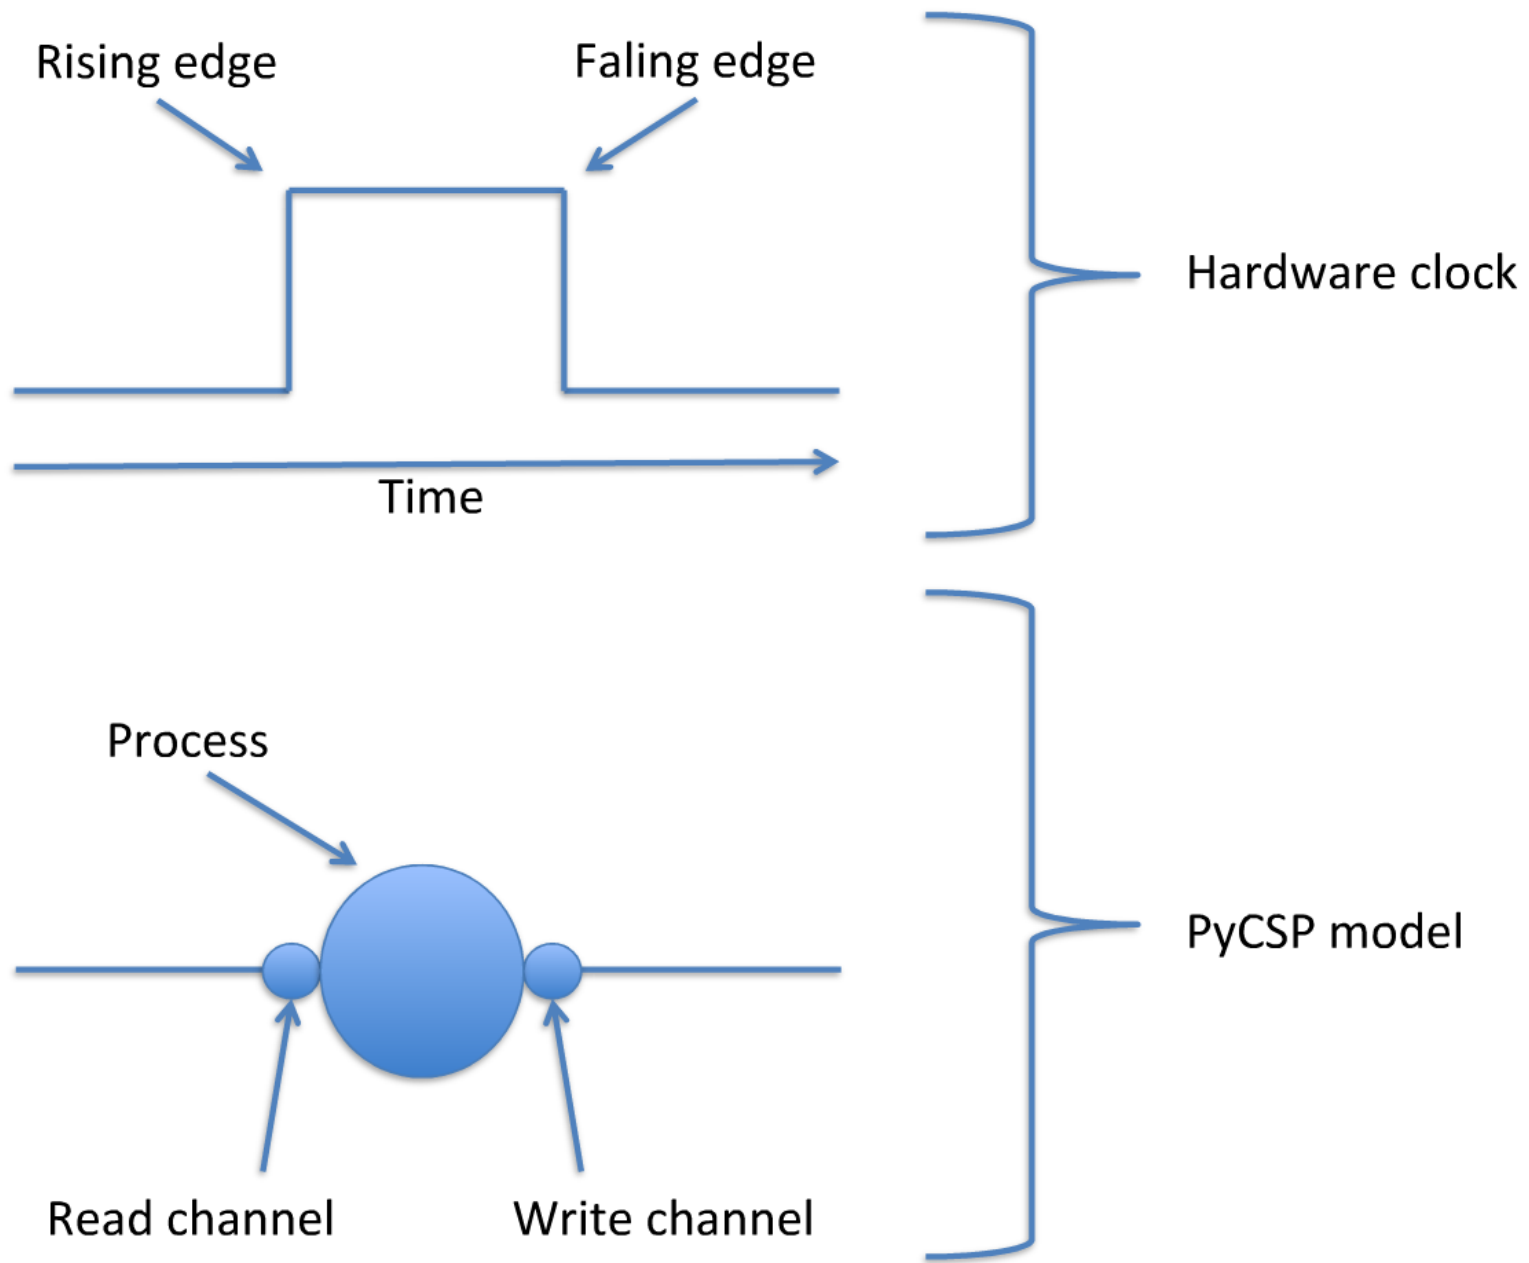 Rising edge
Faling edge
Hardware clock
Time
Process
PyCSP model
Read channel
Write channel